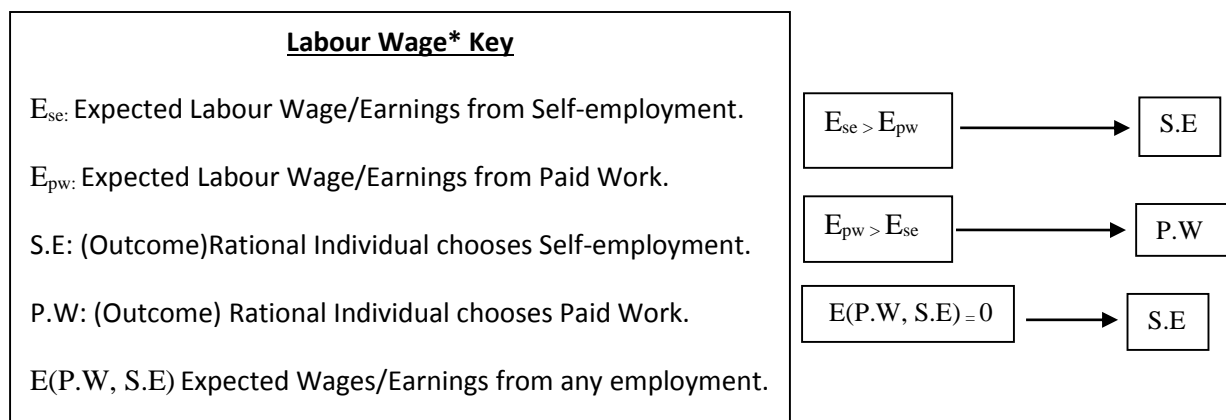 Labour Wage* Key
Ese: Expected Labour Wage/Earnings from Self-employment.
Epw: Expected Labour Wage/Earnings from Paid Work.
S.E: (Outcome)Rational Individual chooses Self-employment.
P.W: (Outcome) Rational Individual chooses Paid Work.
E(P.W, S.E) Expected Wages/Earnings from any employment.
Ese > Epw
S.E
Epw > Ese
P.W
E(P.W, S.E) = 0
S.E